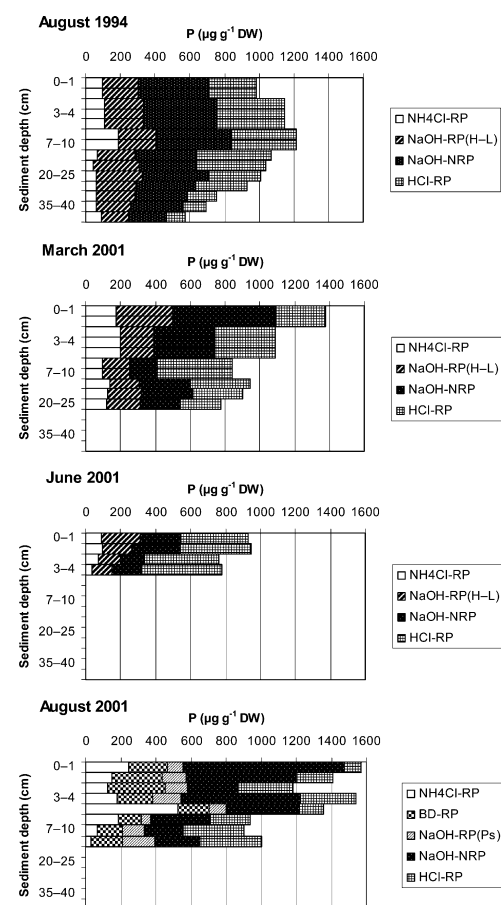 August 1994
P (µg g-1 DW)
0 200 400 600 800 1000 1200 1400 1600
Sediment depth (cm)
0–1
3–4
7–10
20–25
35–40
NH4Cl-RP
NaOH-RP(H–L)
NaOH-NRP
HCl-RP
March 2001
P (µg g-1 DW)
0 200 400 600 800 1000 1200 1400 1600
Sediment depth (cm)
0–1
3–4
7–10
20–25
35–40
NH4Cl-RP
NaOH-RP(H–L)
NaOH-NRP
HCl-RP
June 2001
P (µg g-1 DW)
0 200 400 600 800 1000 1200 1400 1600
Sediment depth (cm)
0–1
3–4
7–10
20–25
35–40
NH4Cl-RP
NaOH-RP(H–L)
NaOH-NRP
HCl-RP
August 2001
P (µg g-1 DW)
0 200 400 600 800 1000 1200 1400 1600
Sediment depth (cm)
0–1
3–4
7–10
20–25
35–40
NH4Cl-RP
BD-RP
NaOH-RP(Ps)
NaOH-NRP
HCl-RP